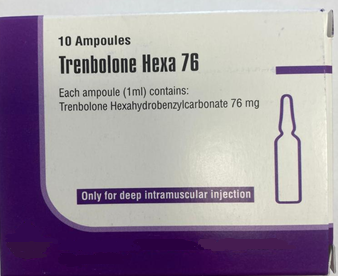 10 Ampoules
Trenbolone Hexa 76
Each ampoule (1ml) contains:
Trenbolone Hexahydrobenzylcarbonate 76 mg
Only for deep intramuscular injection